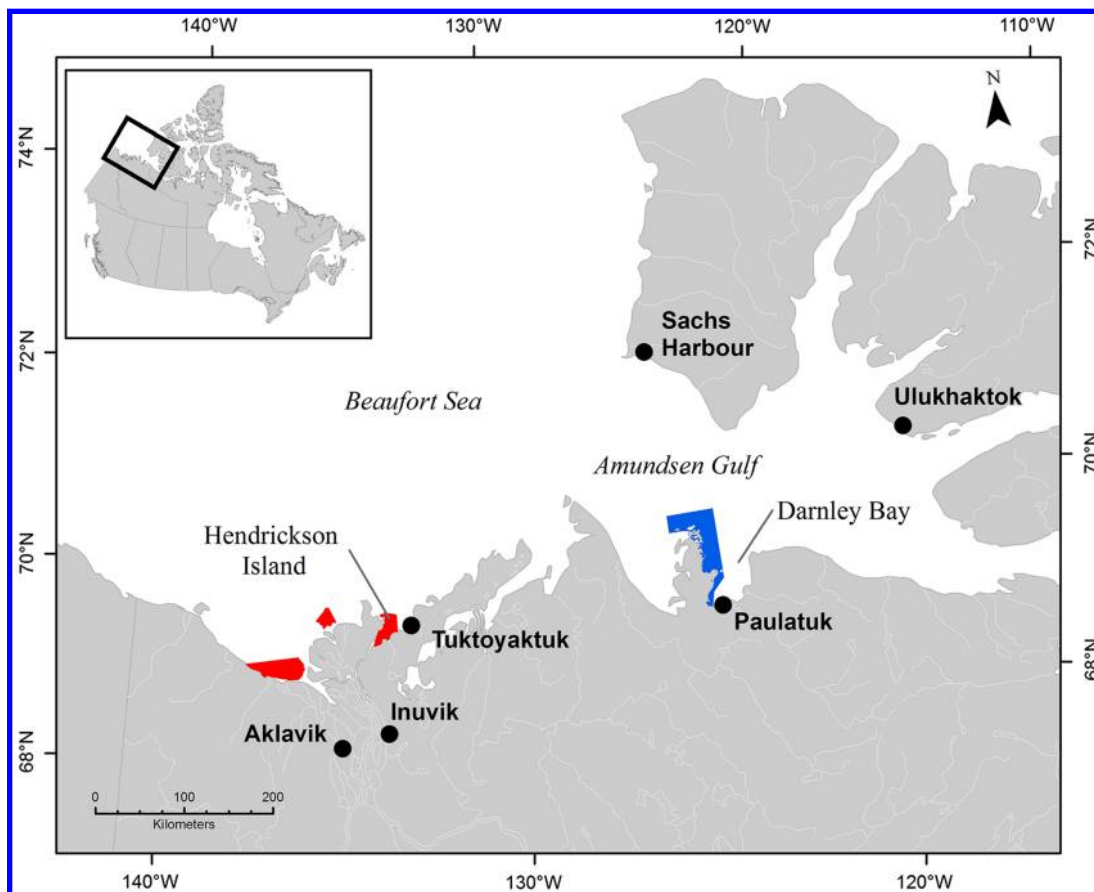 140°W
130°W
120°W
110°W
N
74°N
72°N
70°N
68°N
72°N
70°N
68°N
Sachs
Harbour
Beaufort Sea
Ulukhaktok
Amundsen Gulf
Hendrickson
Island
Darnley Bay
Tuktoyaktuk
Paulatuk
Inuvik
Aklavik
0 100 200
Kilometers
140°W
130°W
120°W